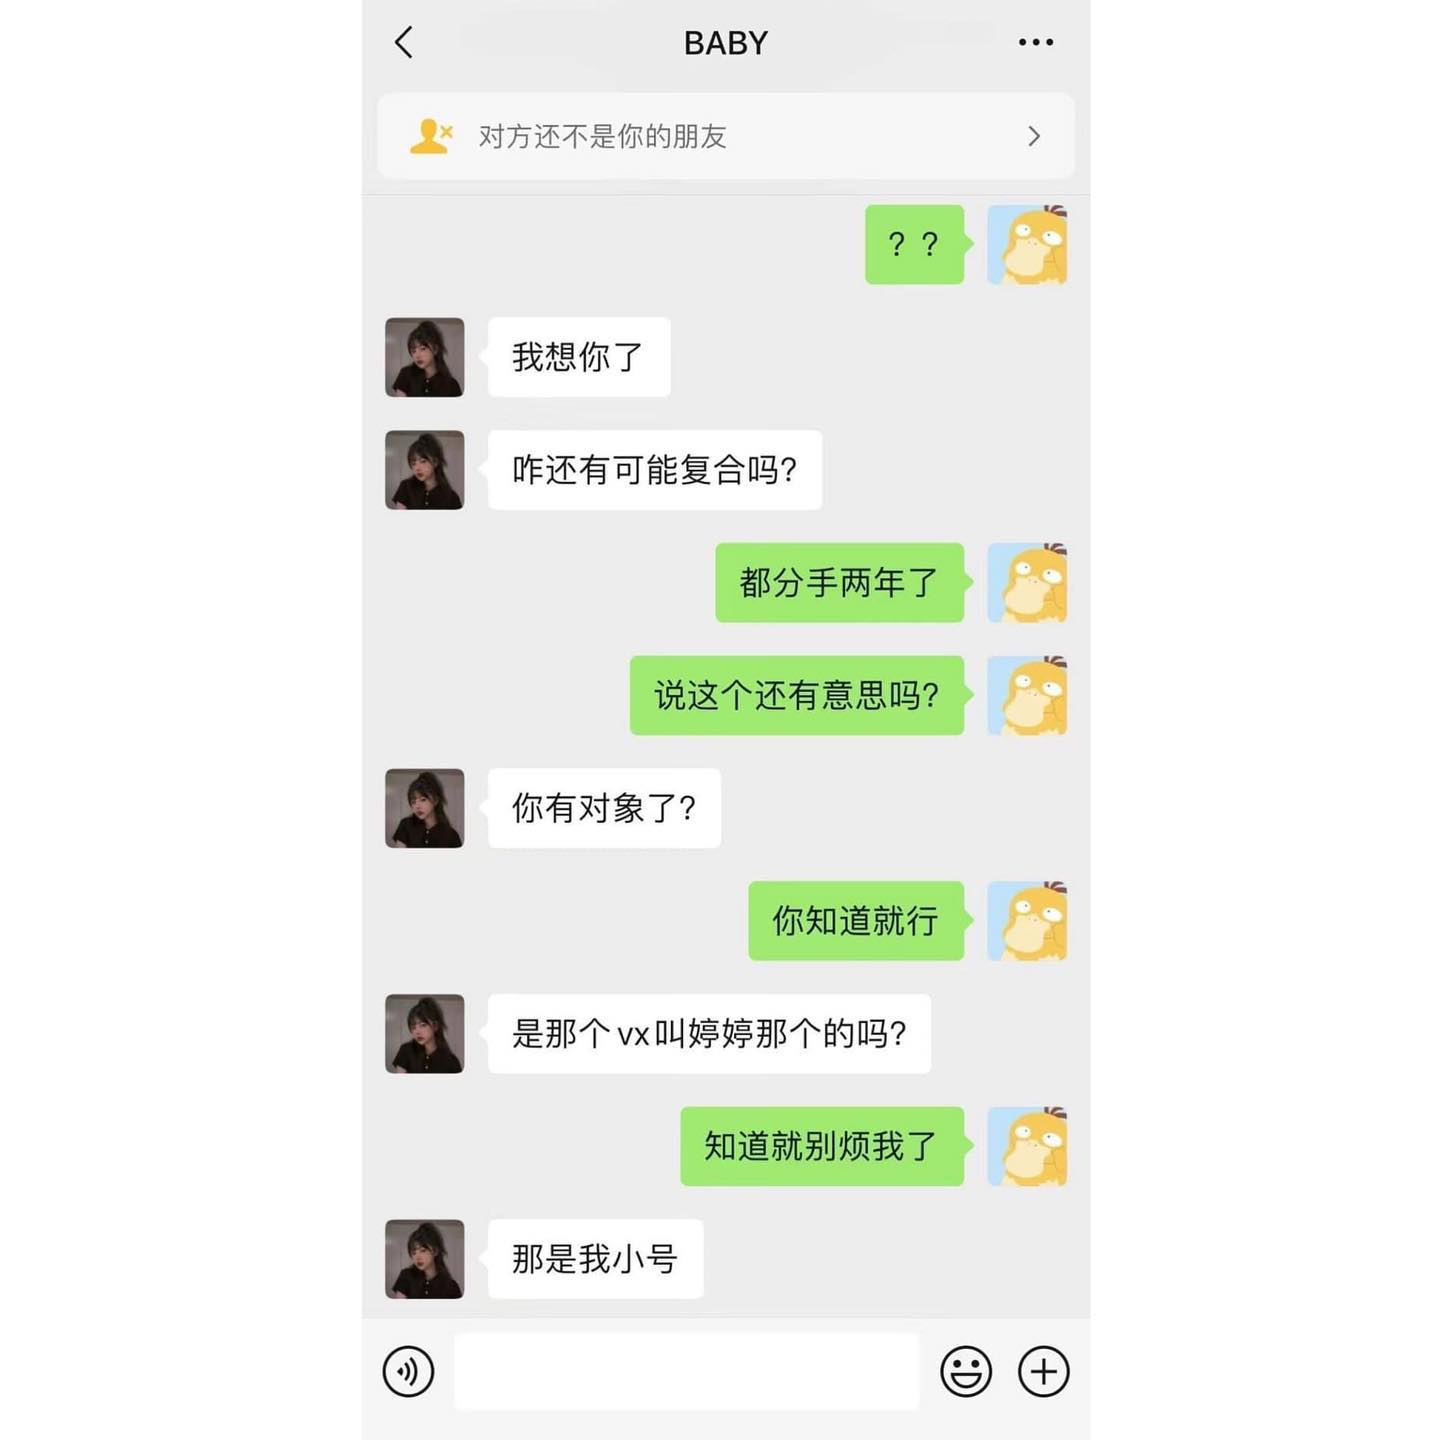 BABY
对方还不是你的朋友
？？
我想你了
咋还有可能复合吗?
都分手两年了
说这个还有意思吗?
你有对象了?
你知道就行
是那个vx叫婷婷那个的吗?
知道就别烦我了
那是我小号